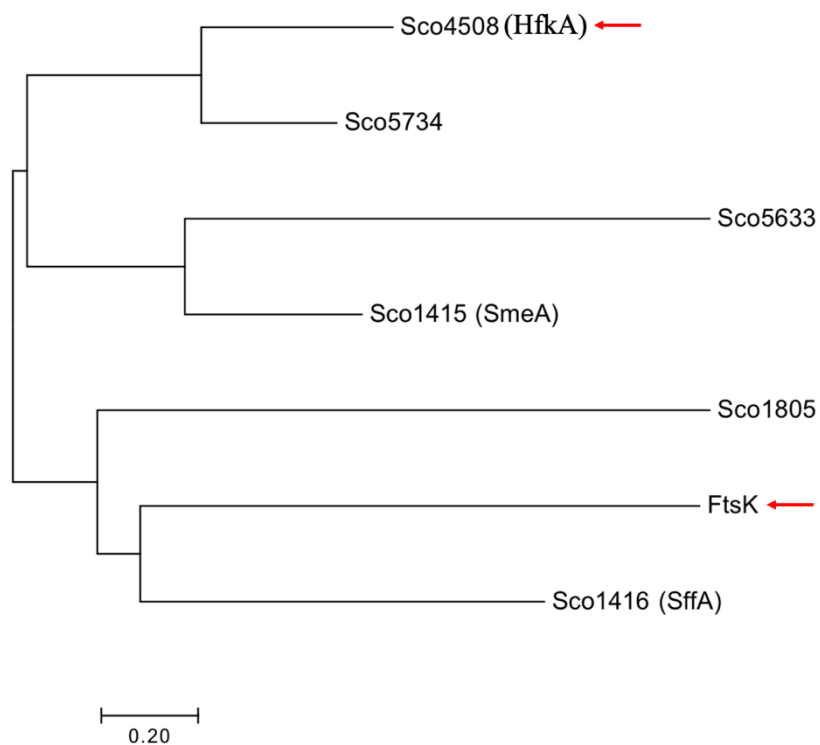 Sco4508 (HfkA)
Sco5734
Sco5633
Sco1415 (SmeA)
Sco1805
FtsK
Sco1416 (SffA)
0.20